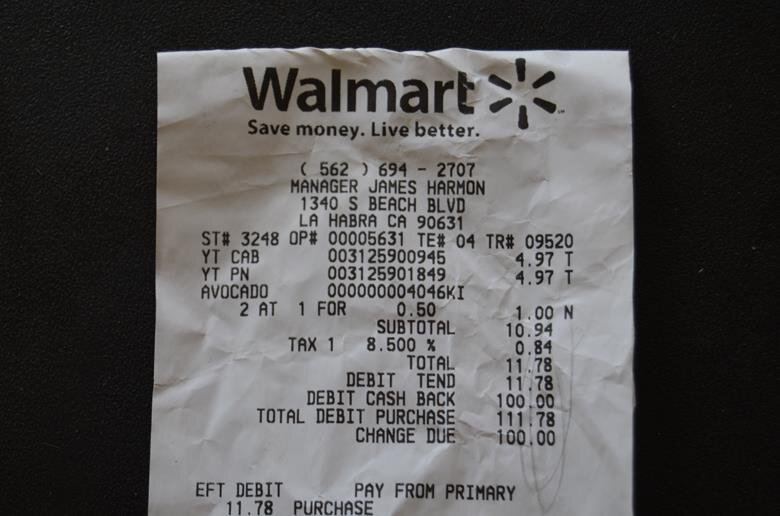 Walmart
Save money. Live better.
( 562 ) 694 - 2707
MANAGER JAMES HARMON
1340 S BEACH BLVD
LA HABRA CA 90631
ST# 3248 OP# 00005631 TE# 04 TR# 09520
YT CAB 003125900945 4.97 T
YT PN 003125901849 4.97 T
AVOCADO 000000004046KI
2 AT 1 FOR 0.50 1.00 N
SUBTOTAL 10.94
TAX 1 8.500 % 0.84
TOTAL 11.78
DEBIT TEND 11.78
DEBIT CASH BACK 100.00
TOTAL DEBIT PURCHASE 111.78
CHANGE DUE 100.00
EFT DEBIT PAY FROM PRIMARY
11.78 PURCHASE